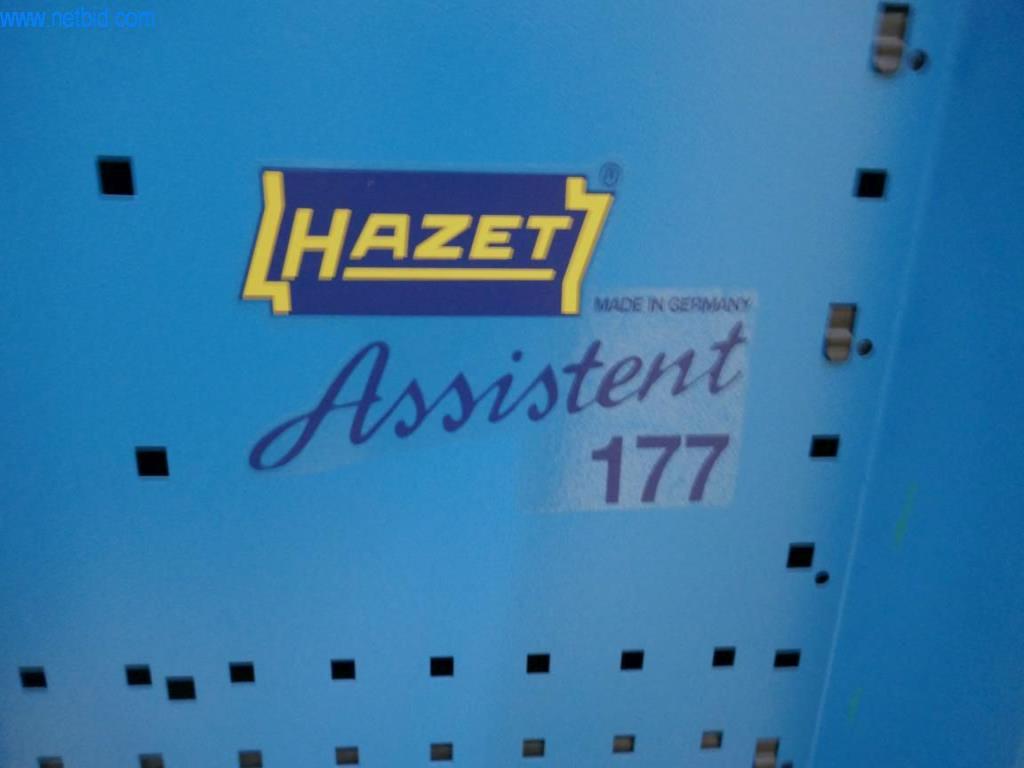 www.netbid.com
HAZET®
MADE IN GERMANY
Assistent
177